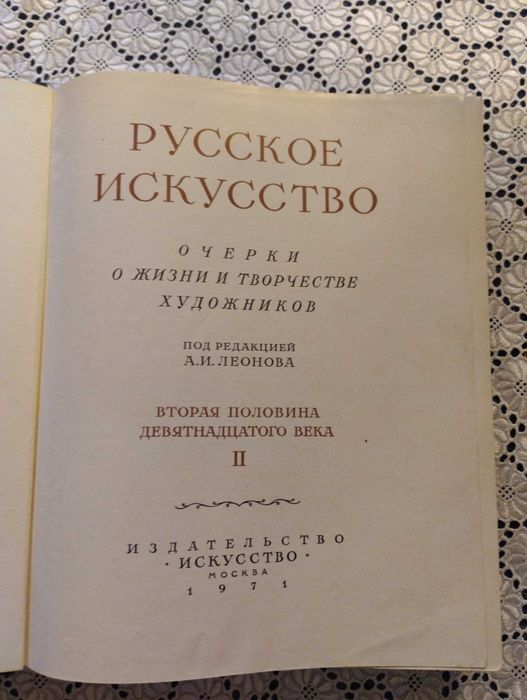 РУССКОЕ
ИСКУССТВО
ОЧЕРКИ
О ЖИЗНИ И ТВОРЧЕСТВЕ
ХУДОЖНИКОВ
ПОД РЕДАКЦИЕЙ
А.И. ЛЕОНОВА
ВТОРАЯ ПОЛОВИНА
ДЕВЯТНАДЦАТОГО ВЕКА
II
ИЗДАТЕЛЬСТВО
· ИСКУССТВО ·
МОСКВА
1971